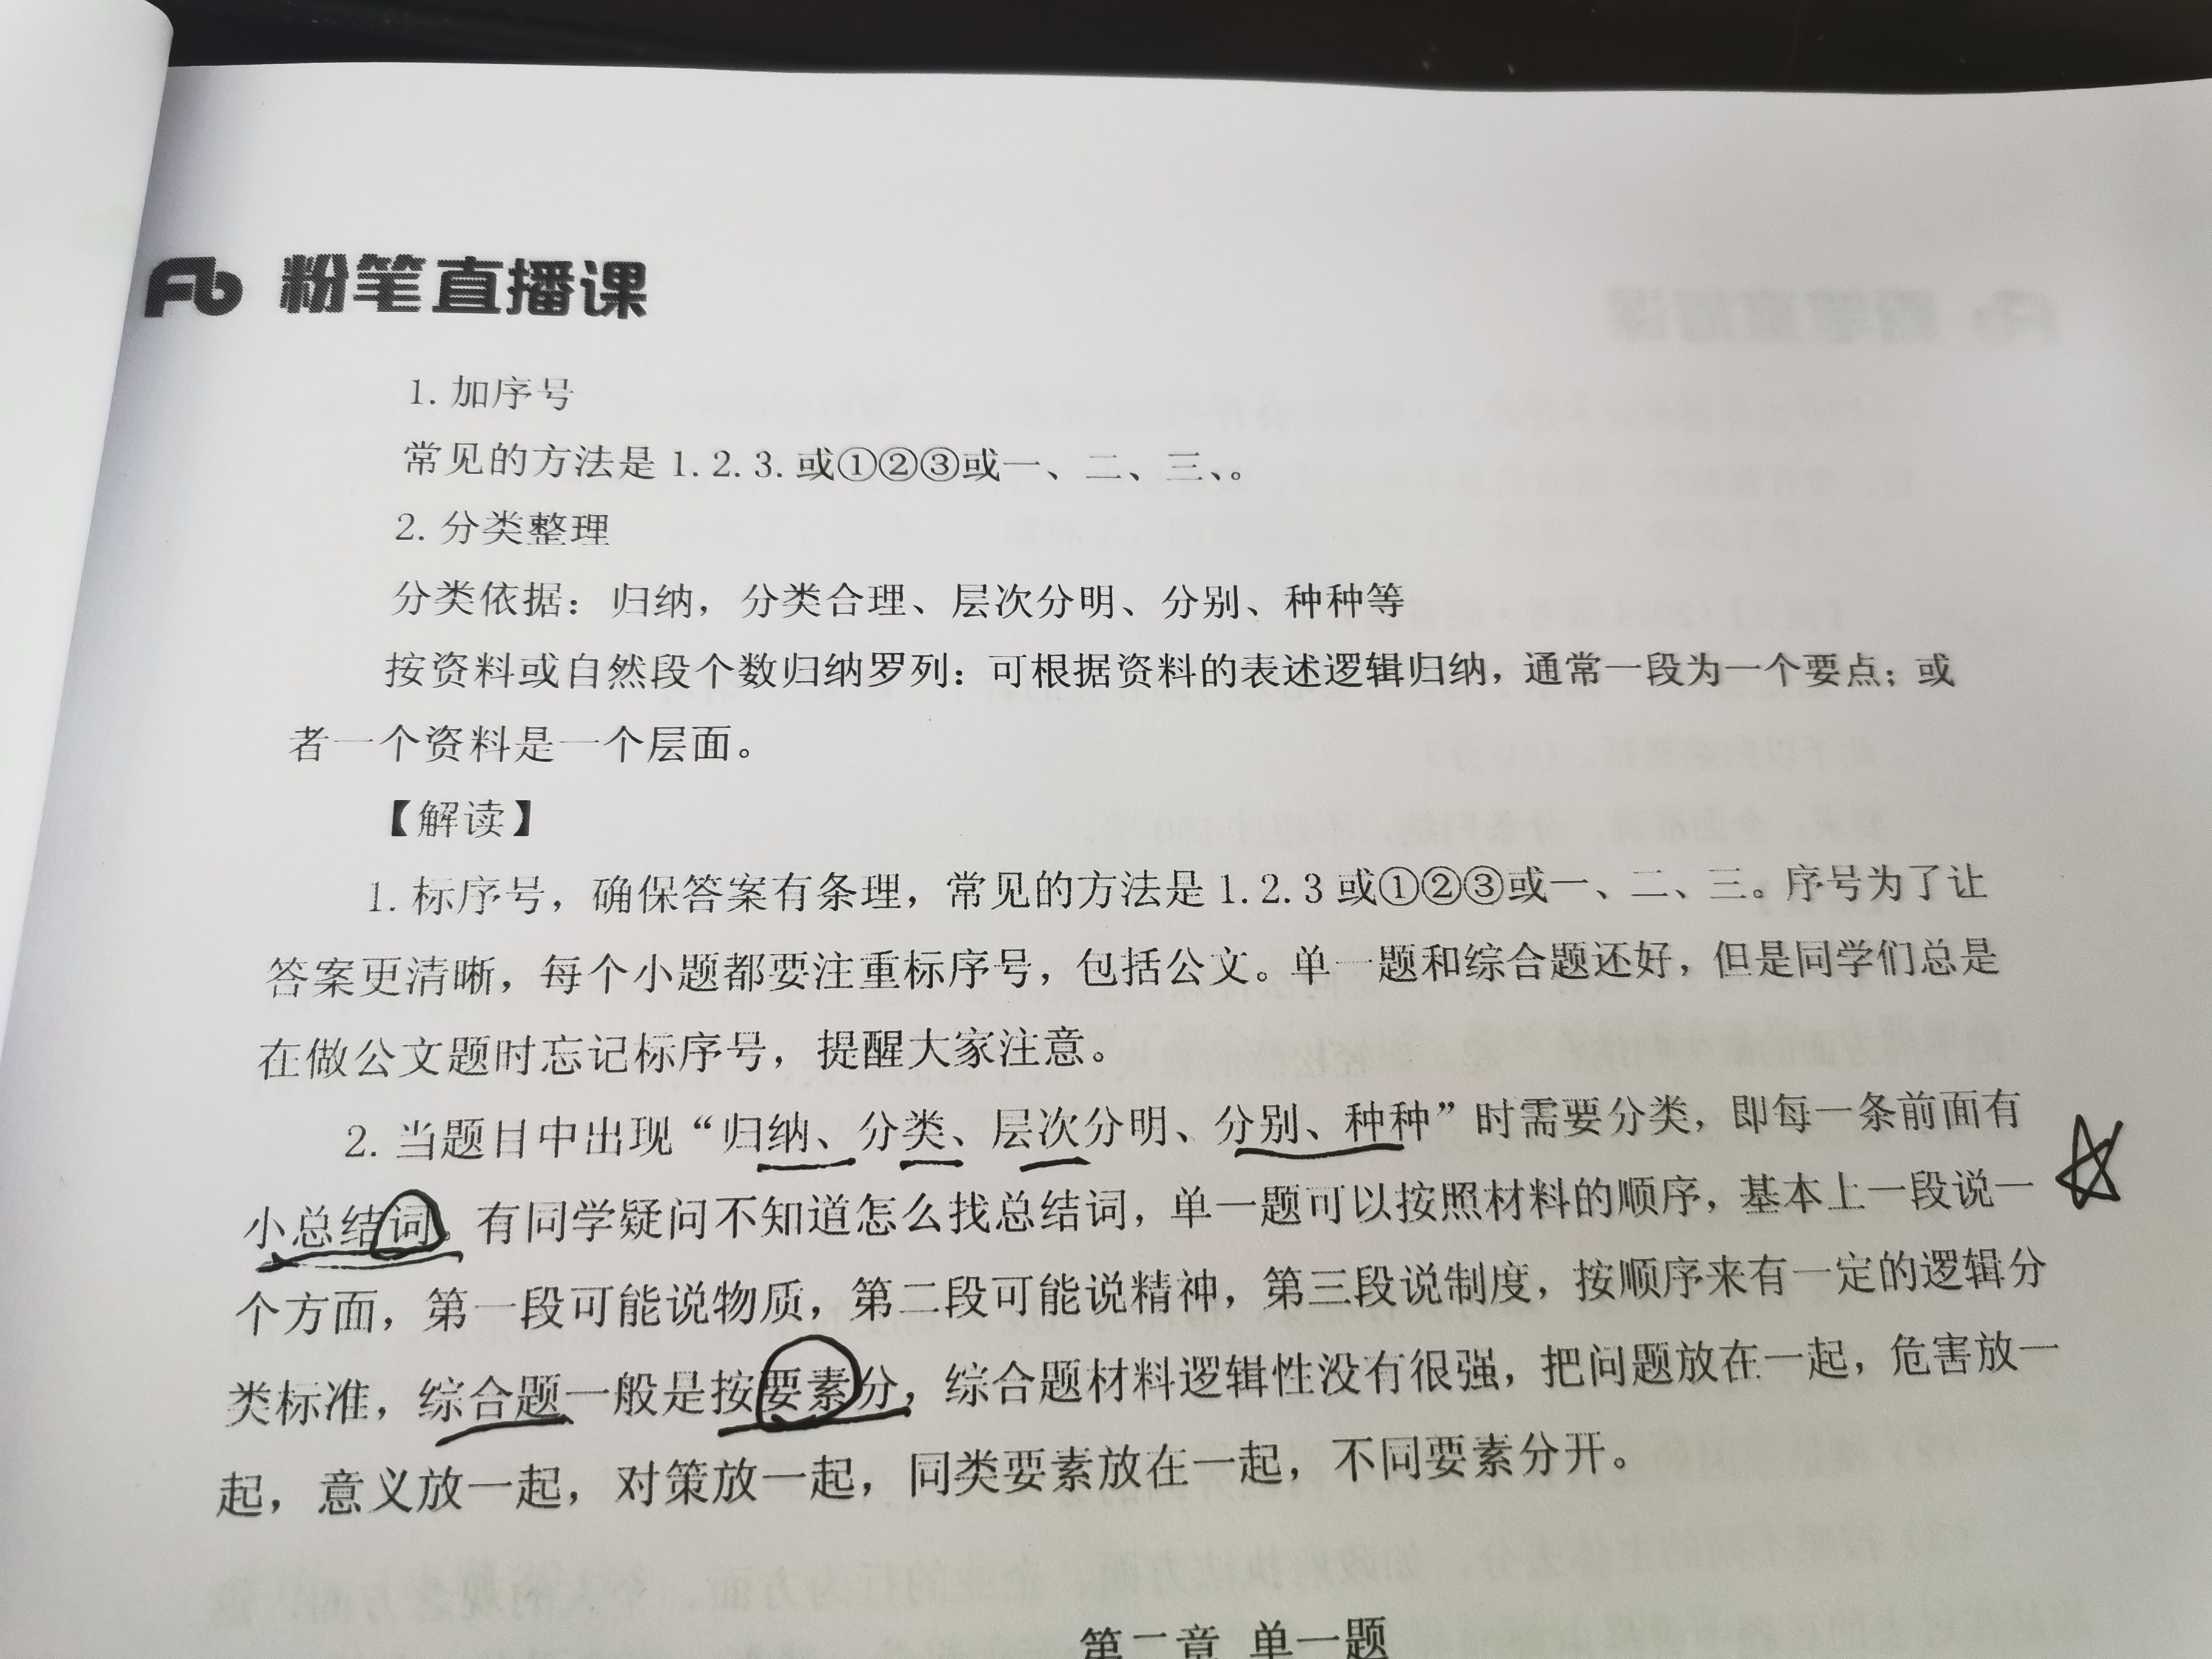 Fb 粉笔直播课
1. 加序号
常见的方法是 1. 2. 3. 或①②③或一、二、三、。
2. 分类整理
分类依据：归纳，分类合理、层次分明、分别、种种等
按资料或自然段个数归纳罗列：可根据资料的表述逻辑归纳，通常一段为一个要点；或
者一个资料是一个层面。
【解读】
1. 标序号，确保答案有条理，常见的方法是 1. 2. 3 或①②③或一、二、三。序号为了让
答案更清晰，每个小题都要注重标序号，包括公文。单一题和综合题还好，但是同学们总是
在做公文题时忘记标序号，提醒大家注意。
2. 当题目中出现“归纳、分类、层次分明、分别、种种”时需要分类，即每一条前面有
小总结词。有同学疑问不知道怎么找总结词，单一题可以按照材料的顺序，基本上一段说一
个方面，第一段可能说物质，第二段可能说精神，第三段说制度，按顺序来有一定的逻辑分
类标准，综合题一般是按要素分，综合题材料逻辑性没有很强，把问题放在一起，危害放一
起，意义放一起，对策放一起，同类要素放在一起，不同要素分开。
第二章 单一题